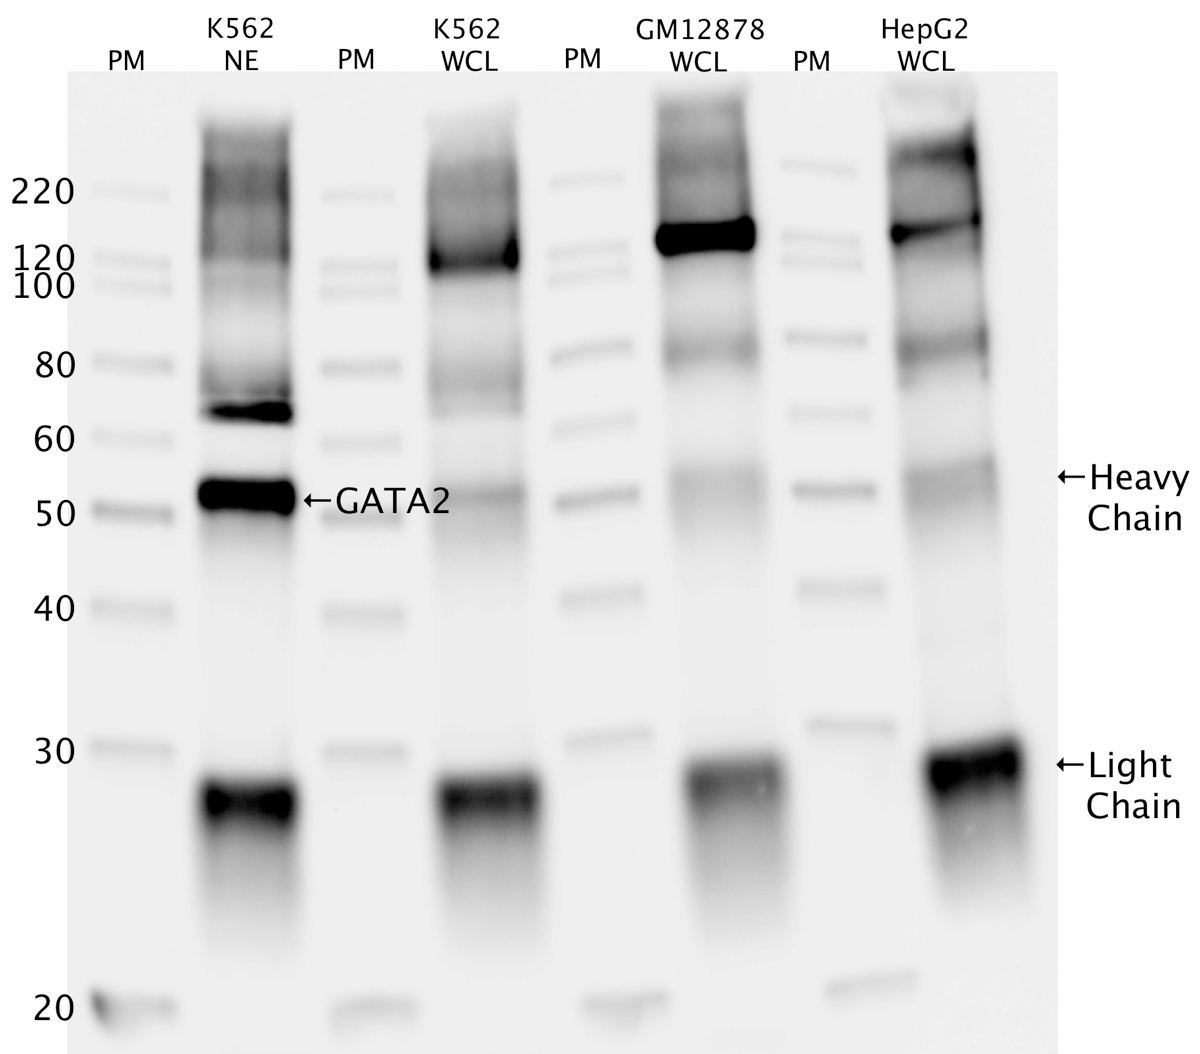 K562 K562 GM12878 HepG2
PM NE PM WCL PM WCL PM WCL
220
120
100
80
60
←Heavy
Chain
←GATA2
50
40
30
←Light
Chain
20